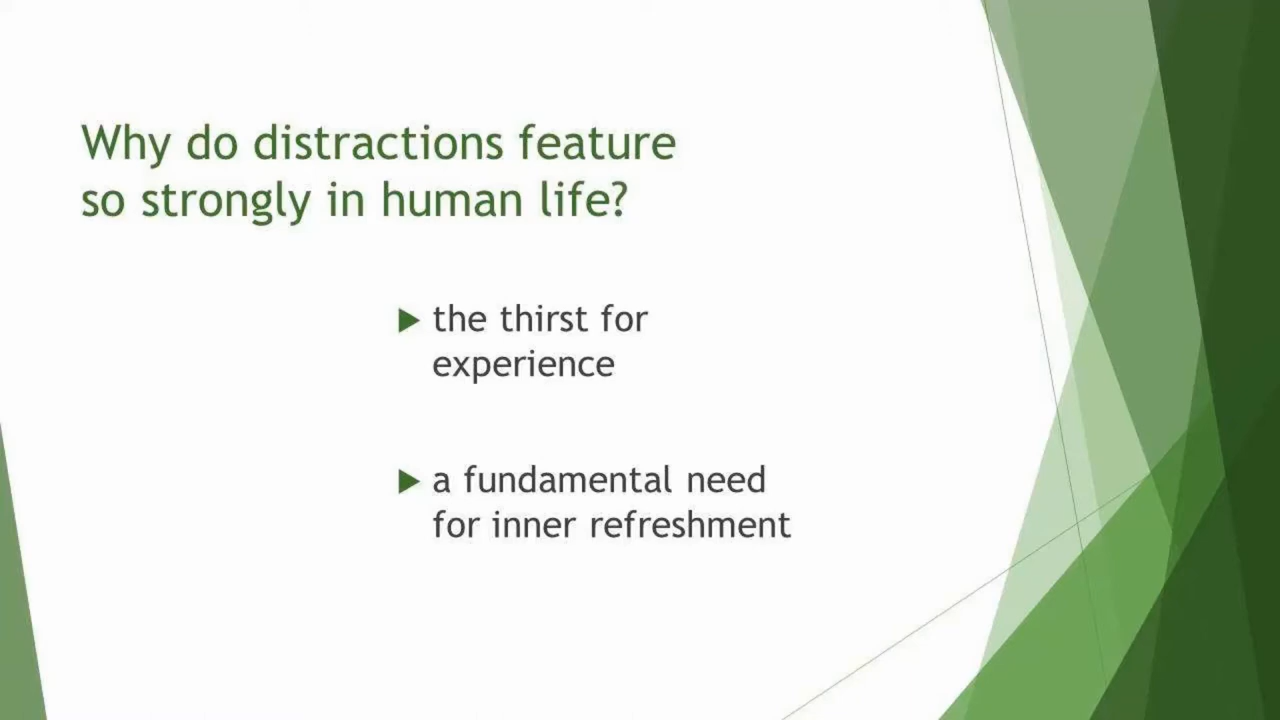 Why do distractions feature
so strongly in human life?
the thirst for
experience
a fundamental need
for inner refreshment